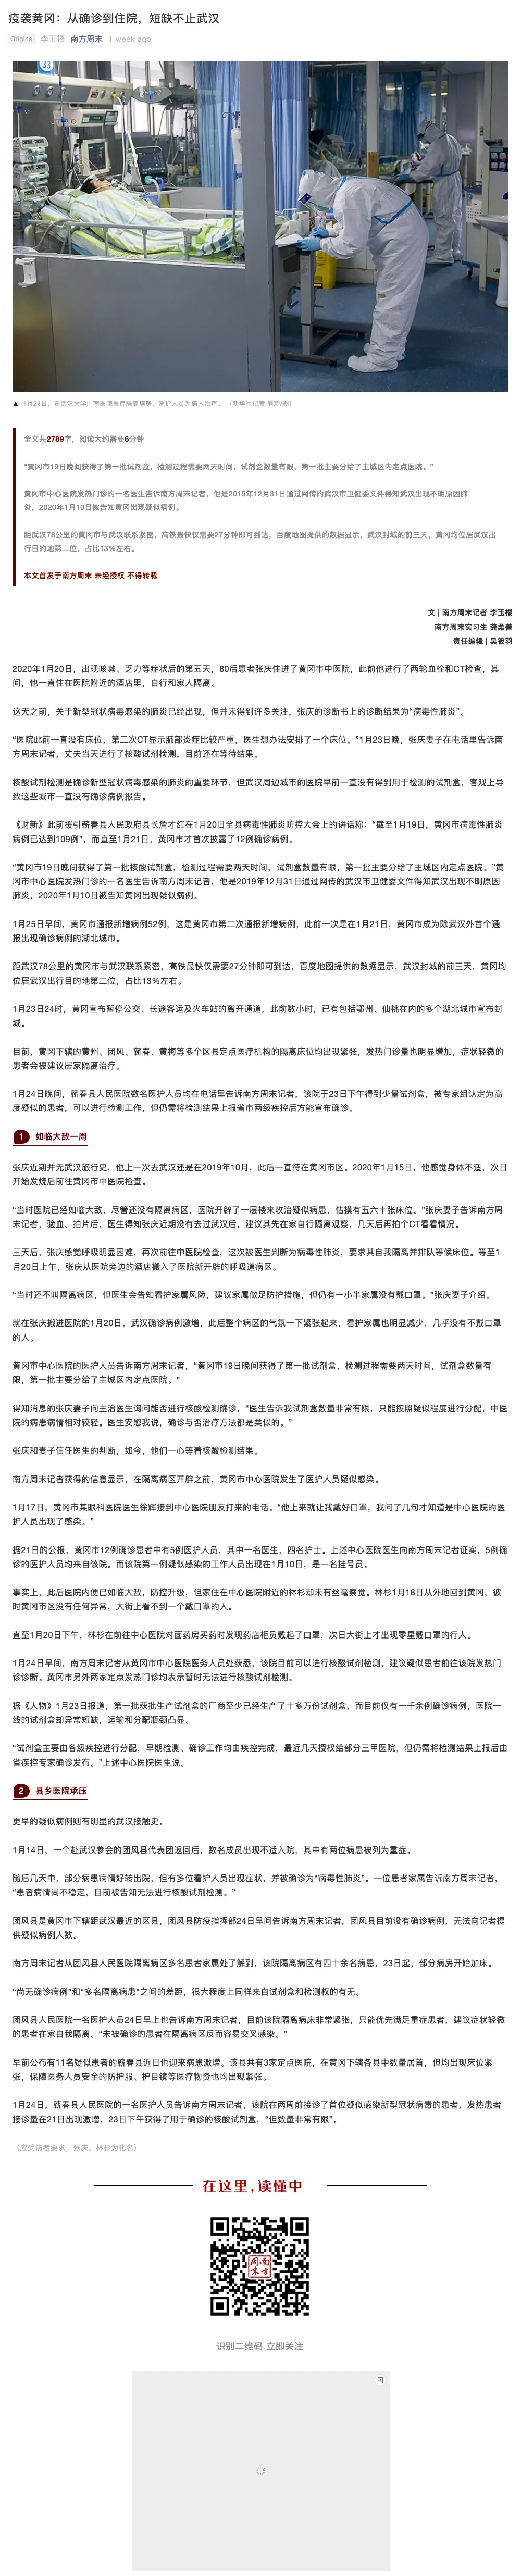 疫袭黄冈：从确诊到住院，短缺不止武汉
Original 李玉楼 南方周末 1 week ago
33
▲ 1月24日，在武汉大学中南医院重症隔离病房，医护人员为病人治疗。（新华社记者 熊琦/图）
全文共2789字，阅读大约需要6分钟
“黄冈市19日晚间获得了第一批试剂盒，检测过程需要两天时间，试剂盒数量有限，第一批主要分给了主城区内定点医院。”
黄冈市中心医院发热门诊的一名医生告诉南方周末记者，他是2019年12月31日通过网传的武汉市卫健委文件得知武汉出现不明原因肺
炎，2020年1月10日被告知黄冈出现疑似病例。
距武汉78公里的黄冈市与武汉联系紧密，高铁最快仅需要27分钟即可到达，百度地图提供的数据显示，武汉封城的前三天，黄冈均位居武汉出
行目的地第二位，占比13%左右。
本文首发于南方周末 未经授权 不得转载
文 | 南方周末记者 李玉楼
南方周末实习生 龚柔善
责任编辑 | 吴筱羽
2020年1月20日，出现咳嗽、乏力等症状后的第五天，80后患者张庆住进了黄冈市中医院，此前他进行了两轮血栓和CT检查，其
间，他一直住在医院附近的酒店里，自行和家人隔离。
这天之前，关于新型冠状病毒感染的肺炎已经出现，但并未得到许多关注，张庆的诊断书上的诊断结果为“病毒性肺炎”。
“医院此前一直没有床位，第二次CT显示肺部炎症比较严重，医生想办法安排了一个床位。”1月23日晚，张庆妻子在电话里告诉南
方周末记者，丈夫当天进行了核酸试剂检测，目前还在等待结果。
核酸试剂检测是确诊新型冠状病毒感染的肺炎的重要环节，但武汉周边城市的医院早前一直没有得到用于检测的试剂盒，客观上导
致这些城市一直没有确诊病例报告。
《财新》此前援引蕲春县人民政府县长詹才红在1月20日全县病毒性肺炎防控大会上的讲话称：“截至1月19日，黄冈市病毒性肺炎
病例已达到109例”，而直至1月21日，黄冈市才首次披露了12例确诊病例。
“黄冈市19日晚间获得了第一批核酸试剂盒，检测过程需要两天时间，试剂盒数量有限，第一批主要分给了主城区内定点医院。”黄
冈市中心医院发热门诊的一名医生告诉南方周末记者，他是2019年12月31日通过网传的武汉市卫健委文件得知武汉出现不明原因
肺炎，2020年1月10日被告知黄冈出现疑似病例。
1月25日早间，黄冈市通报新增病例52例，这是黄冈市第二次通报新增病例，此前一次是在1月21日，黄冈市成为除武汉外首个通
报出现确诊病例的湖北城市。
距武汉78公里的黄冈市与武汉联系紧密，高铁最快仅需要27分钟即可到达，百度地图提供的数据显示，武汉封城的前三天，黄冈均
位居武汉出行目的地第二位，占比13%左右。
1月23日24时，黄冈宣布暂停公交、长途客运及火车站的离开通道，此前数小时，已有包括鄂州、仙桃在内的多个湖北城市宣布封
城。
目前，黄冈下辖的黄州、团风、蕲春、黄梅等多个区县定点医疗机构的隔离床位均出现紧张，发热门诊量也明显增加，症状轻微的
患者会被建议居家隔离治疗。
1月24日晚间，蕲春县人民医院数名医护人员均在电话里告诉南方周末记者，该院于23日下午得到少量试剂盒，被专家组认定为高
度疑似的患者，可以进行检测工作，但仍需将检测结果上报省市两级疾控后方能宣布确诊。
1 如临大敌一周
张庆近期并无武汉旅行史，他上一次去武汉还是在2019年10月，此后一直待在黄冈市区。2020年1月15日，他感觉身体不适，次日
开始发烧后前往黄冈市中医院检查。
“当时医院已经如临大敌，尽管还没有隔离病区，医院开辟了一层楼来收治疑似病患，估摸有五六十张床位。”张庆妻子告诉南方周
末记者，验血、拍片后，医生得知张庆近期没有去过武汉后，建议其先在家自行隔离观察，几天后再拍个CT看看情况。
三天后，张庆感觉呼吸明显困难，再次前往中医院检查，这次被医生判断为病毒性肺炎，要求其自我隔离并排队等候床位。等至1
月20日上午，张庆从医院旁边的酒店搬入了医院新开辟的呼吸道病区。
“当时还不叫隔离病区，但医生会告知看护家属风险，建议家属做足防护措施，但仍有一小半家属没有戴口罩。”张庆妻子介绍。
就在张庆搬进医院的1月20日，武汉确诊病例激增，此后整个病区的气氛一下紧张起来，看护家属也明显减少，几乎没有不戴口罩
的人。
黄冈市中心医院的医护人员告诉南方周末记者，“黄冈市19日晚间获得了第一批试剂盒，检测过程需要两天时间，试剂盒数量有
限，第一批主要分给了主城区内定点医院。“
得知消息的张庆妻子向主治医生询问能否进行核酸检测确诊，“医生告诉我试剂盒数量非常有限，只能按照疑似程度进行分配，中医
院的病患病情相对较轻。医生安慰我说，确诊与否治疗方法都是类似的。”
张庆和妻子信任医生的判断，如今，他们一心等着核酸检测结果。
南方周末记者获得的信息显示，在隔离病区开辟之前，黄冈市中心医院发生了医护人员疑似感染。
1月17日，黄冈市某眼科医院医生徐辉接到中心医院朋友打来的电话。“他上来就让我戴好口罩，我问了几句才知道是中心医院的医
护人员出现了感染。”
据21日的公报，黄冈市12例确诊患者中有5例医护人员，其中一名医生，四名护士。上述中心医院医生向南方周末记者证实，5例确
诊的医护人员均来自该院。而该院第一例疑似感染的工作人员出现在1月10日，是一名挂号员。
事实上，此后医院内便已如临大敌，防控升级，但家住在中心医院附近的林杉却未有丝毫察觉。林杉1月18日从外地回到黄冈，彼
时黄冈市区没有任何异常，大街上看不到一个戴口罩的人。
直至1月20日下午，林杉在前往中心医院对面药房买药时发现药店柜员戴起了口罩，次日大街上才出现零星戴口罩的行人。
1月24日早间，南方周末记者从黄冈市中心医院医务人员处获悉，该院目前可以进行核酸试剂检测，建议疑似患者前往该院发热门
诊诊断。黄冈市另外两家定点发热门诊均表示暂时无法进行核酸试剂检测。
据《人物》1月23日报道，第一批获批生产试剂盒的厂商至少已经生产了十多万份试剂盒，而目前仅有一千余例确诊病例，医院一
线的试剂盒却异常短缺，运输和分配瓶颈凸显。
“试剂盒主要由各级疾控进行分配，早期检测、确诊工作均由疾控完成，最近几天授权给部分三甲医院，但仍需将检测结果上报后由
省疾控专家确诊发布。”上述中心医院医生说。
2 县乡医院承压
更早的疑似病例则有明显的武汉接触史。
1月14日，一个赴武汉参会的团风县代表团返回后，数名成员出现不适入院，其中有两位病患被列为重症。
随后几天中，部分病患病情好转出院，但有多位看护人员出现症状，并被确诊为“病毒性肺炎”。一位患者家属告诉南方周末记者，
“患者病情尚不稳定，目前被告知无法进行核酸试剂检测。”
团风县是黄冈市下辖距武汉最近的区县，团风县防疫指挥部24日早间告诉南方周末记者，团风县目前没有确诊病例，无法向记者提
供疑似病例人数。
南方周末记者从团风县人民医院隔离病区多名患者家属处了解到，该院隔离病区有四十余名病患，23日起，部分病房开始加床。
“尚无确诊病例”和“多名隔离病患”之间的差距，很大程度上同样来自试剂盒和检测权的有无。
团风县人民医院一名医护人员24日早上也告诉南方周末记者，目前该院隔离病床非常紧张，只能优先满足重症患者，建议症状轻微
的患者在家自我隔离。“未被确诊的患者在隔离病区反而容易交叉感染。”
早前公布有11名疑似患者的蕲春县近日也迎来病患激增。该县共有3家定点医院，在黄冈下辖各县中数量居首，但均出现床位紧
张，保障医务人员安全的防护服、护目镜等医疗物资也均出现紧张。
1月24日，蕲春县人民医院的一名医护人员告诉南方周末记者，该院在两周前接诊了首位疑似感染新型冠状病毒的患者，发热患者
接诊量在21日出现激增，23日下午获得了用于确诊的核酸试剂盒，“但数量非常有限”。
（应受访者要求，张庆、林杉为化名）
在这里，读懂中
南方周末
识别二维码 立即关注